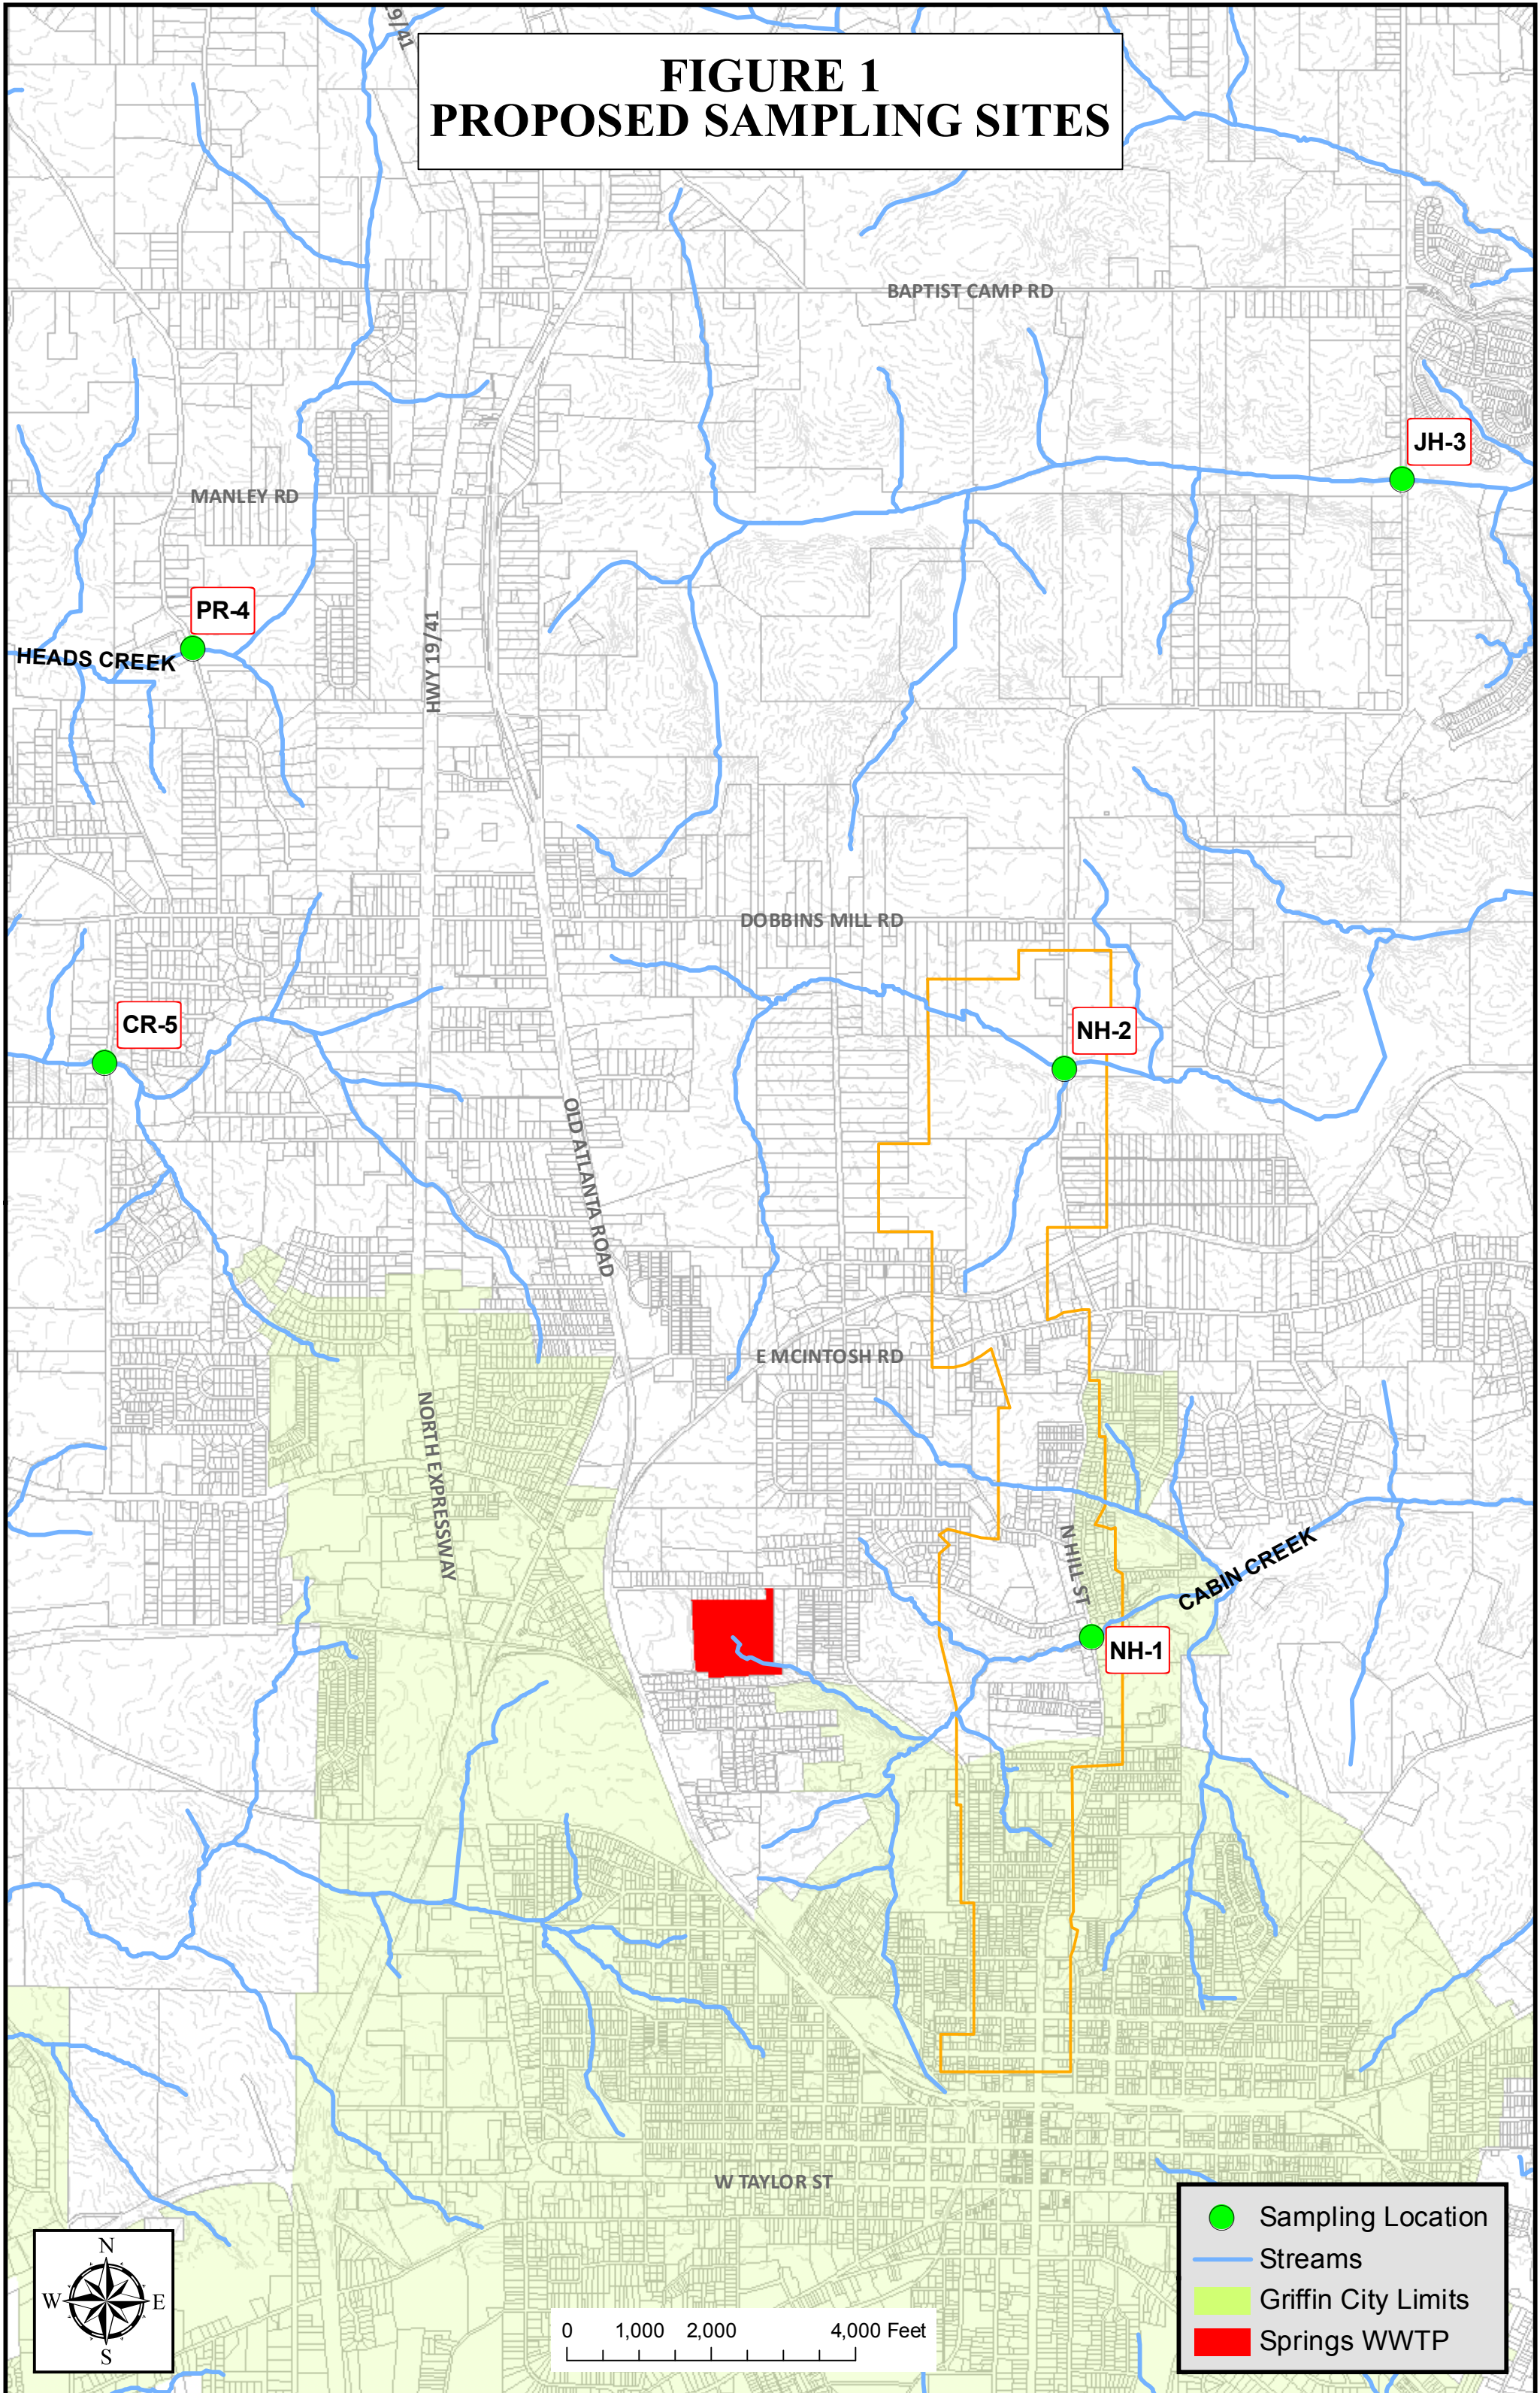 19/41
FIGURE 1
PROPOSED SAMPLING SITES
BAPTIST CAMP RD
JH-3
MANLEY RD
PR-4
HEADS CREEK
HWY 19/41
DOBBINS MILL RD
CR-5
NH-2
OLD ATLANTA ROAD
E MCINTOSH RD
NORTH EXPRESSWAY
N HILL ST
CABIN CREEK
NH-1
W TAYLOR ST
N
W E
S
0 1,000 2,000 4,000 Feet
Sampling Location
Streams
Griffin City Limits
Springs WWTP